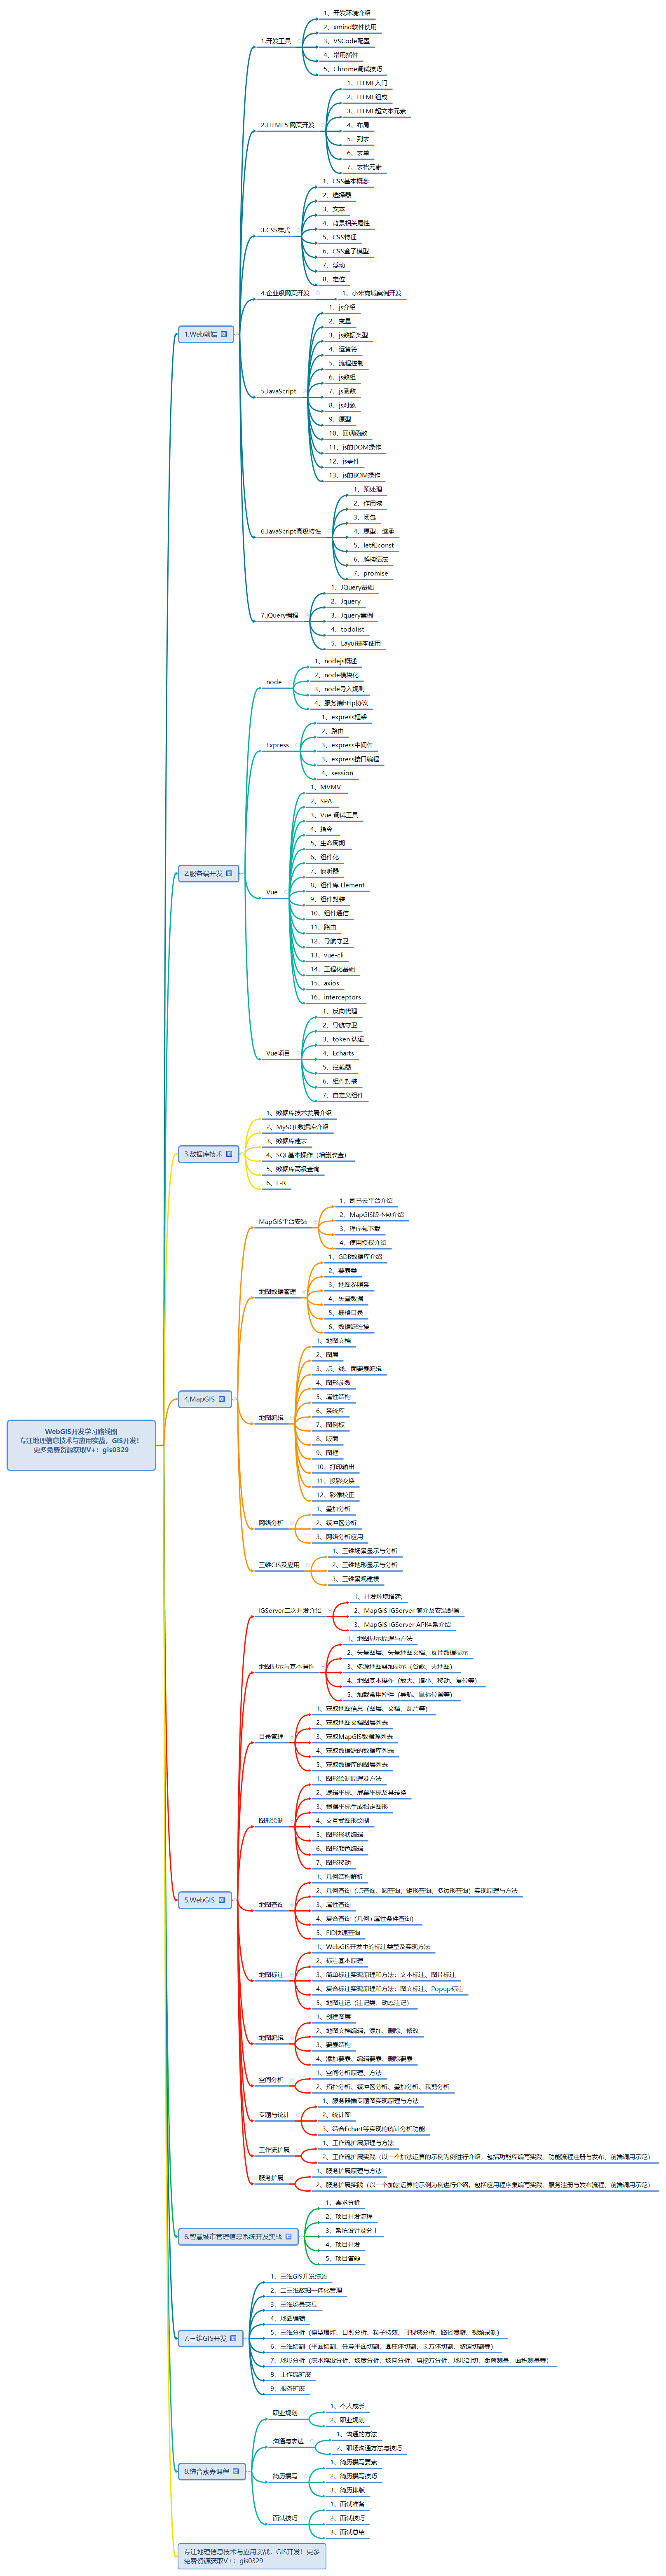 WebGIS开发学习路线图
专注地理信息技术与应用实战，GIS开发！
更多免费资源获取V+：gis0329
1.Web前端
1.开发工具
1、开发环境介绍
2、xmind软件使用
3、VSCode配置
4、常用插件
5、Chrome调试技巧
2.HTML5 网页开发
1、HTML入门
2、HTML组成
3、HTML超文本元素
4、布局
5、列表
6、表单
7、表格元素
3.CSS样式
1、CSS基本概念
2、选择器
3、文本
4、背景相关属性
5、CSS特征
6、CSS盒子模型
7、浮动
8、定位
4.企业级网页开发
1、小米商城案例开发
5.JavaScript
1、js介绍
2、变量
3、js数据类型
4、运算符
5、流程控制
6、js数组
7、js函数
8、js对象
9、原型
10、回调函数
11、js的DOM操作
12、js事件
13、js的BOM操作
6.JavaScript高级特性
1、预处理
2、作用域
3、闭包
4、原型、继承
5、let和const
6、解构语法
7、promise
7.jQuery编程
1、JQuery基础
2、Jquery
3、Jquery案例
4、todolist
5、Layui基本使用
2.服务端开发
node
1、nodejs概述
2、node模块化
3、node导入规则
4、服务端http协议
Express
1、express框架
2、路由
3、express中间件
3、express接口编程
4、session
Vue
1、MVMV
2、SPA
3、Vue 调试工具
4、指令
5、生命周期
6、组件化
7、侦听器
8、组件库 Element
9、组件封装
10、组件通信
11、路由
12、导航守卫
13、vue-cli
14、工程化基础
15、axios
16、interceptors
Vue项目
1、反向代理
2、导航守卫
3、token 认证
4、Echarts
5、拦截器
6、组件封装
7、自定义组件
3.数据库技术
1、数据库技术发展介绍
2、MySQL数据库介绍
3、数据库建表
4、SQL基本操作（增删改查）
5、数据库高级查询
6、E-R
4.MapGIS
MapGIS平台安装
1、司马云平台介绍
2、MapGIS版本包介绍
3、程序包下载
4、使用授权介绍
地图数据管理
1、GDB数据库介绍
2、要素类
3、地图参照系
4、矢量数据
5、栅格目录
6、数据源连接
地图编辑
1、地图文档
2、图层
3、点、线、面要素编辑
4、图形参数
5、属性结构
6、系统库
7、图例板
8、版面
9、图框
10、打印输出
11、投影变换
12、影像校正
网络分析
1、叠加分析
2、缓冲区分析
3、网络分析应用
三维GIS及应用
1、三维场景显示与分析
2、三维地形显示与分析
3、三维景观建模
5.WebGIS
IGServer二次开发介绍
1、开发环境搭建;
2、MapGIS IGServer 简介及安装配置
3、MapGIS IGServer API体系介绍
地图显示与基本操作
1、地图显示原理与方法
2、矢量图层、矢量地图文档、瓦片数据显示
3、多源地图叠加显示（谷歌、天地图）
4、地图基本操作（放大、缩小、移动、复位等）
5、加载常用控件（导航、鼠标位置等）
目录管理
1、获取地图信息（图层、文档、瓦片等）
2、获取地图文档图层列表
3、获取MapGIS数据源列表
4、获取数据源的数据库列表
5、获取数据库的图层列表
图形绘制
1、图形绘制原理及方法
2、逻辑坐标、屏幕坐标及其转换
3、根据坐标生成指定图形
4、交互式图形绘制
5、图形形状编辑
6、图形颜色编辑
7、图形移动
地图查询
1、几何结构解析
2、几何查询（点查询、圆查询、矩形查询、多边形查询）实现原理与方法
3、属性查询
4、复合查询（几何+属性条件查询）
5、FID快速查询
地图标注
1、WebGIS开发中的标注类型及实现方法
2、标注基本原理
3、简单标注实现原理和方法：文本标注、图片标注
4、复合标注实现原理和方法：图文标注、Popup标注
5、地图注记（注记类、动态注记）
地图编辑
1、创建图层
2、地图文档编辑、添加、删除、修改
3、要素结构
4、添加要素、编辑要素、删除要素
空间分析
1、空间分析原理、方法
2、拓扑分析、缓冲区分析、叠加分析、裁剪分析
专题与统计
1、服务器端专题图实现原理与方法
2、统计图
3、结合Echart等实现的统计分析功能
工作流扩展
1、工作流扩展原理与方法
2、工作流扩展实践（以一个加法运算的示例为例进行介绍，包括功能库编写实践、功能流程注册与发布、前端调用示范）
服务扩展
1、服务扩展原理与方法
2、服务扩展实践（以一个加法运算的示例为例进行介绍，包括应用程序集编写实践、服务注册与发布流程、前端调用示范）
6.智慧城市管理信息系统开发实战
1、需求分析
2、项目开发流程
3、系统设计及分工
4、项目开发
5、项目答辩
7.三维GIS开发
1、三维GIS开发综述
2、二三维数据一体化管理
3、三维场景交互
4、地图编辑
5、三维分析（模型爆炸、日照分析、粒子特效、可视域分析、路径漫游、视频录制）
6、三维切割（平面切割、任意平面切割、圆柱体切割、长方体切割、隧道切割等）
7、地形分析（洪水淹没分析、坡度分析、坡向分析、填挖方分析、地形剖切、距离测量、面积测量等）
8、工作流扩展
9、服务扩展
8.综合素养课程
职业规划
1、个人成长
2、职业规划
沟通与表达
1、沟通的方法
2、职场沟通方法与技巧
简历撰写
1、简历撰写要素
2、简历撰写技巧
3、简历排版
面试技巧
1、面试准备
2、面试技巧
3、面试总结
专注地理信息技术与应用实战，GIS开发！更多
免费资源获取V+：gis0329